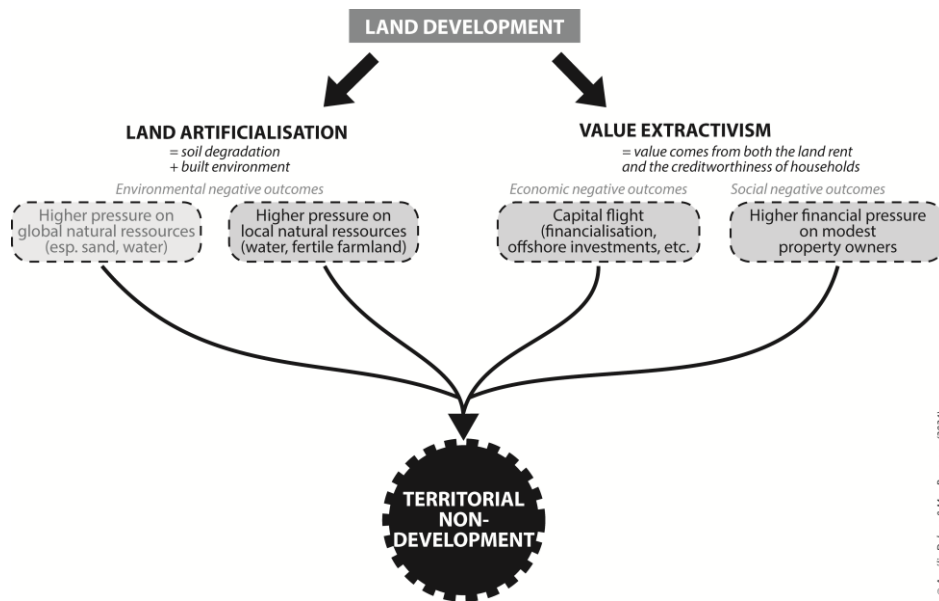 LAND DEVELOPMENT
LAND ARTIFICIALISATION
= soil degradation
+ built environment
VALUE EXTRACTIVISM
= value comes from both the land rent
and the creditworthiness of households
Environmental negative outcomes
Economic negative outcomes
Social negative outcomes
Higher pressure on
global natural ressources
(esp. sand, water)
Higher pressure on
local natural ressources
(water, fertile farmland)
Capital flight
(financialisation,
offshore investments, etc.
Higher financial pressure
on modest
property owners
TERRITORIAL
NON-
DEVELOPMENT